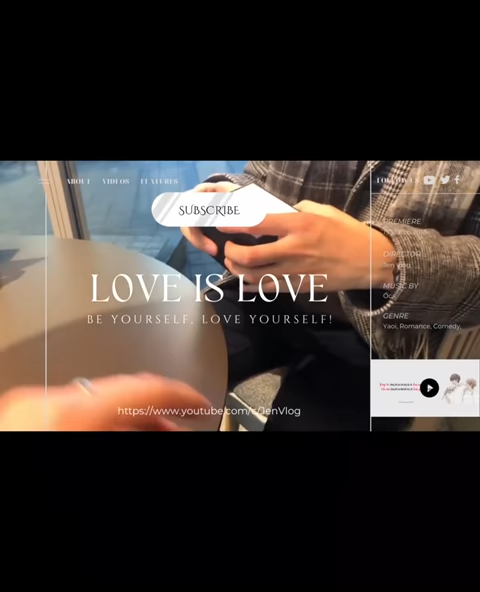 ABOUT VIDEOS FEATURES
SUBSCRIBE
LOVE IS LOVE
BE YOURSELF, LOVE YOURSELF!
https://www.youtube.com/c/JenVlog
FOLLOW US
PREMIERE
DIRECTOR
MUSIC BY
GENRE
Yaoi, Romance, Comedy,